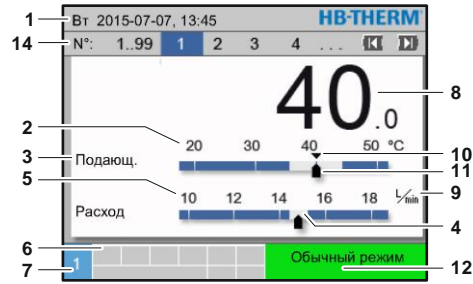 1 Вт 2015-07-07, 13:45 HB-THERM
14 N°: 1..99 1 2 3 4 ...
40.0 8
2 20 30 40 50 °C 10
3 Подающ. 11
5 10 12 14 16 18 L/min 9
Расход 4
6 Обычный режим
7 1 12